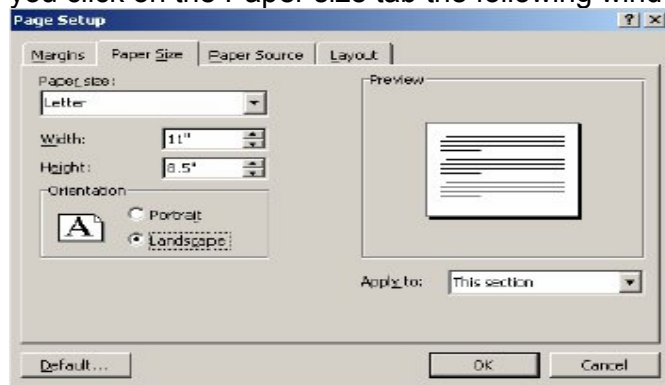 you click on the Paper size tab the following wind
Page Setup
? ×
Margins Paper Size Paper Source Layout
Paper size:
Letter
Preview
Width: 11"
Height: 8.5"
Orientation
A
Portrait
Landscape
Apply to: This section
Default... OK Cancel